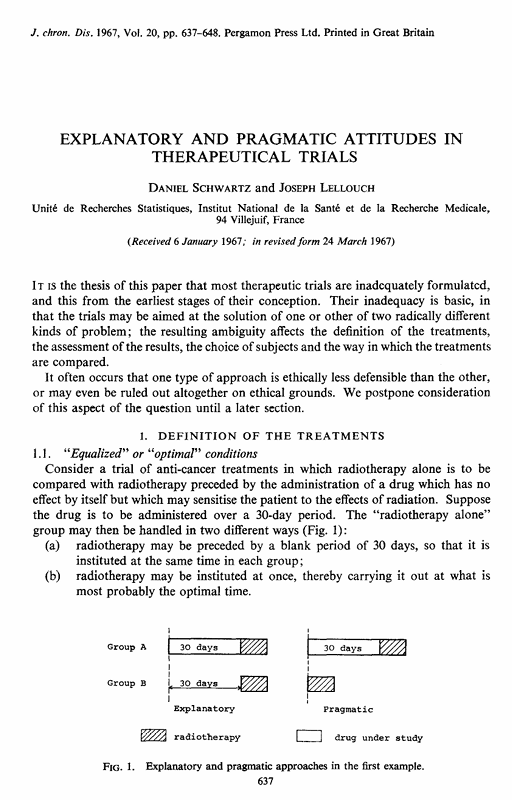 J. chron. Dis. 1967, Vol. 20, pp. 637–648. Pergamon Press Ltd. Printed in Great Britain
EXPLANATORY AND PRAGMATIC ATTITUDES IN
THERAPEUTICAL TRIALS
DANIEL SCHWARTZ and JOSEPH LELLOUCH
Unité de Recherches Statistiques, Institut National de la Santé et de la Recherche Medicale,
94 Villejuif, France
(Received 6 January 1967; in revised form 24 March 1967)
IT IS the thesis of this paper that most therapeutic trials are inadequately formulated,
and this from the earliest stages of their conception. Their inadequacy is basic, in
that the trials may be aimed at the solution of one or other of two radically different
kinds of problem; the resulting ambiguity affects the definition of the treatments,
the assessment of the results, the choice of subjects and the way in which the treatments
are compared.
It often occurs that one type of approach is ethically less defensible than the other,
or may even be ruled out altogether on ethical grounds. We postpone consideration
of this aspect of the question until a later section.
1. DEFINITION OF THE TREATMENTS
1.1. "Equalized" or "optimal" conditions
Consider a trial of anti-cancer treatments in which radiotherapy alone is to be
compared with radiotherapy preceded by the administration of a drug which has no
effect by itself but which may sensitise the patient to the effects of radiation. Suppose
the drug is to be administered over a 30-day period. The "radiotherapy alone"
group may then be handled in two different ways (Fig. 1):
(a) radiotherapy may be preceded by a blank period of 30 days, so that it is
instituted at the same time in each group;
(b) radiotherapy may be instituted at once, thereby carrying it out at what is
most probably the optimal time.
Group A 30 days 30 days
Group B 30 days
Explanatory Pragmatic
radiotherapy drug under study
FIG. 1. Explanatory and pragmatic approaches in the first example.
637